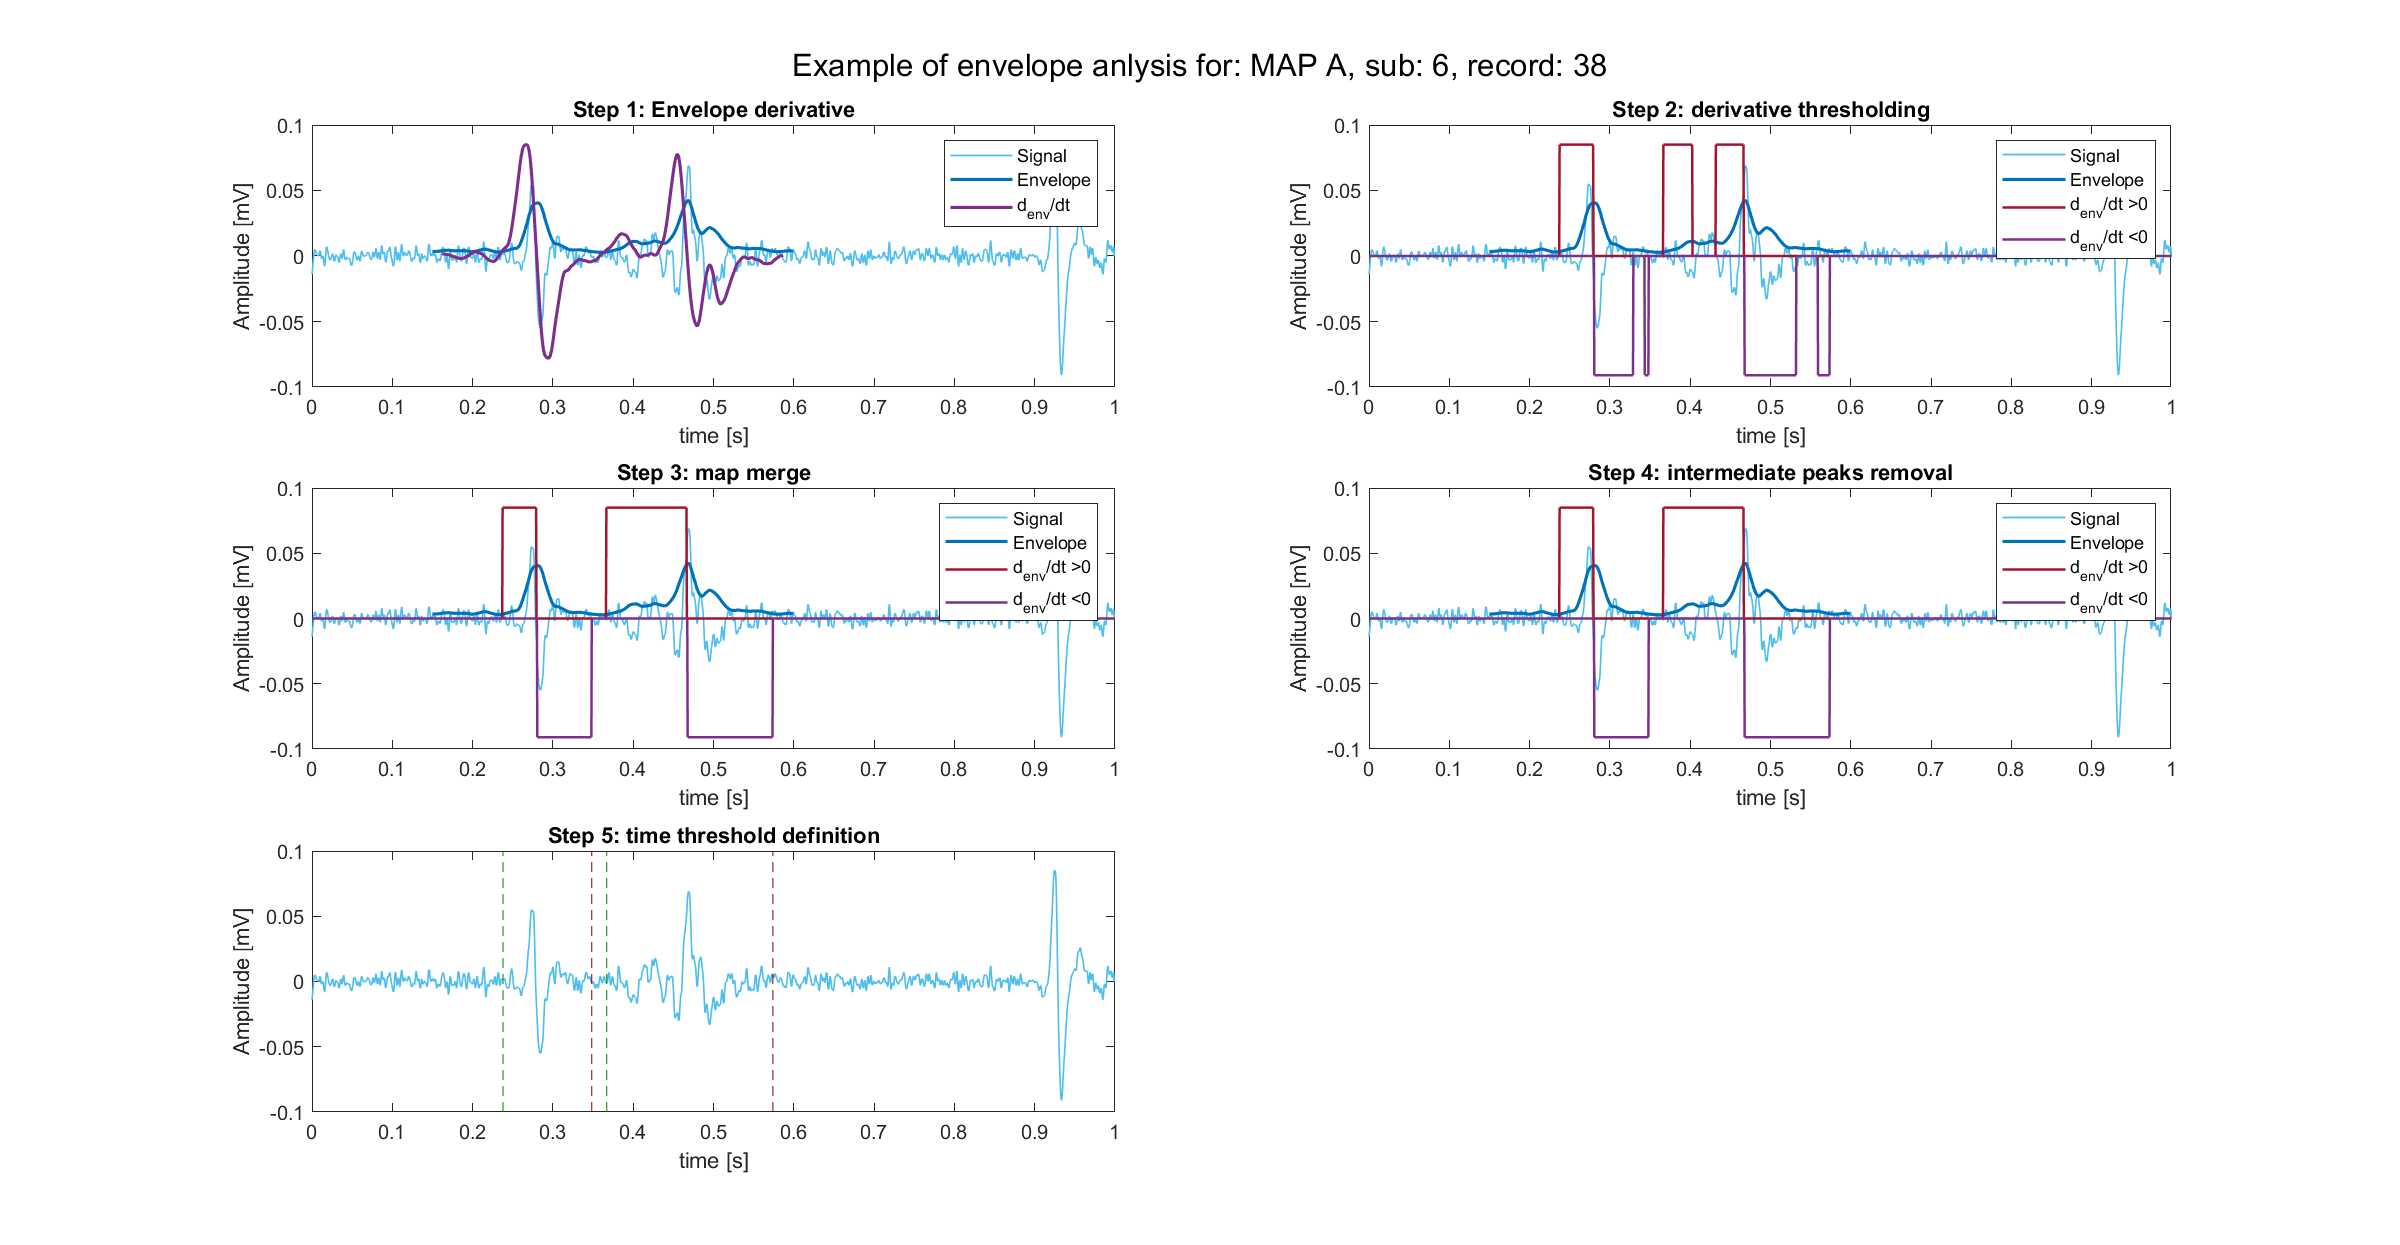 Example of envelope anlysis for: MAP A, sub: 6, record: 38
Step 1: Envelope derivative
Amplitude [mV]
0.1
0.05
0
-0.05
-0.1
0 0.1 0.2 0.3 0.4 0.5 0.6 0.7 0.8 0.9 1
time [s]
Signal
Envelope
d_env/dt
Step 2: derivative thresholding
Amplitude [mV]
0.1
0.05
0
-0.05
-0.1
0 0.1 0.2 0.3 0.4 0.5 0.6 0.7 0.8 0.9 1
time [s]
Signal
Envelope
d_env/dt >0
d_env/dt <0
Step 3: map merge
Amplitude [mV]
0.1
0.05
0
-0.05
-0.1
0 0.1 0.2 0.3 0.4 0.5 0.6 0.7 0.8 0.9 1
time [s]
Signal
Envelope
d_env/dt >0
d_env/dt <0
Step 4: intermediate peaks removal
Amplitude [mV]
0.1
0.05
0
-0.05
-0.1
0 0.1 0.2 0.3 0.4 0.5 0.6 0.7 0.8 0.9 1
time [s]
Signal
Envelope
d_env/dt >0
d_env/dt <0
Step 5: time threshold definition
Amplitude [mV]
0.1
0.05
0
-0.05
-0.1
0 0.1 0.2 0.3 0.4 0.5 0.6 0.7 0.8 0.9 1
time [s]